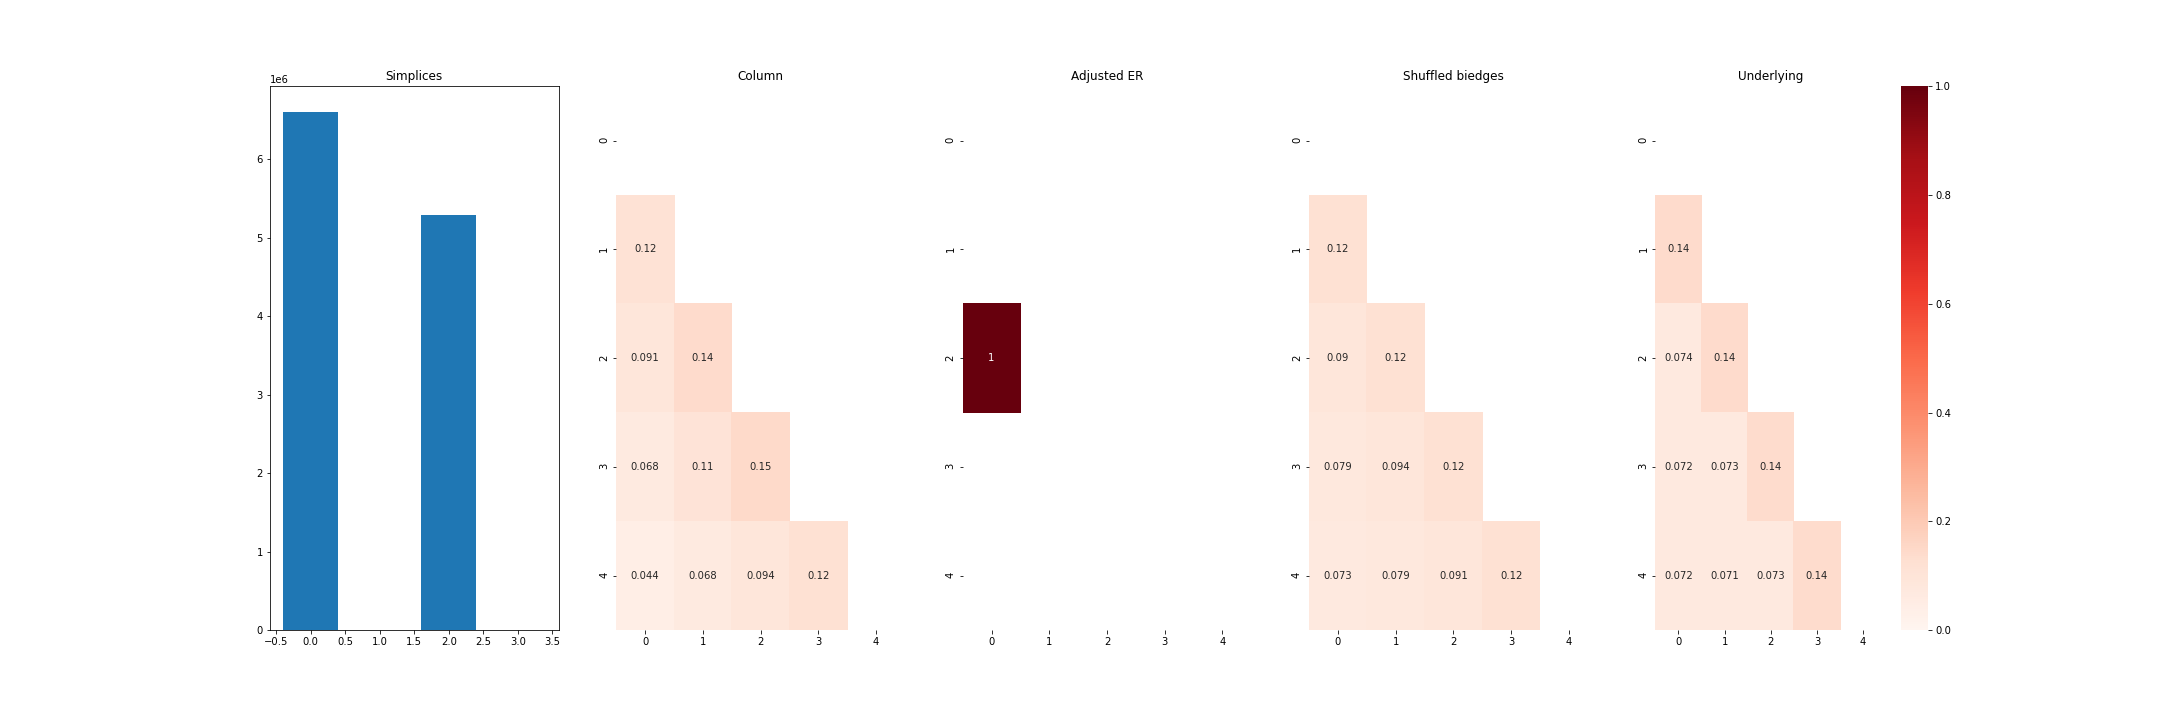 Simplices
1e6
6
5
4
3
2
1
0
−0.5 0.0 0.5 1.0 1.5 2.0 2.5 3.0 3.5
Column
0
1
2
3
4
0.12
0.091 0.14
0.068 0.11 0.15
0.044 0.068 0.094 0.12
0 1 2 3 4
Adjusted ER
0
1
2
3
4
1
0 1 2 3 4
Shuffled biedges
0
1
2
3
4
0.12
0.09 0.12
0.079 0.094 0.12
0.073 0.079 0.091 0.12
0 1 2 3 4
Underlying
0
1
2
3
4
0.14
0.074 0.14
0.072 0.073 0.14
0.072 0.071 0.073 0.14
0 1 2 3 4
1.0
0.8
0.6
0.4
0.2
0.0